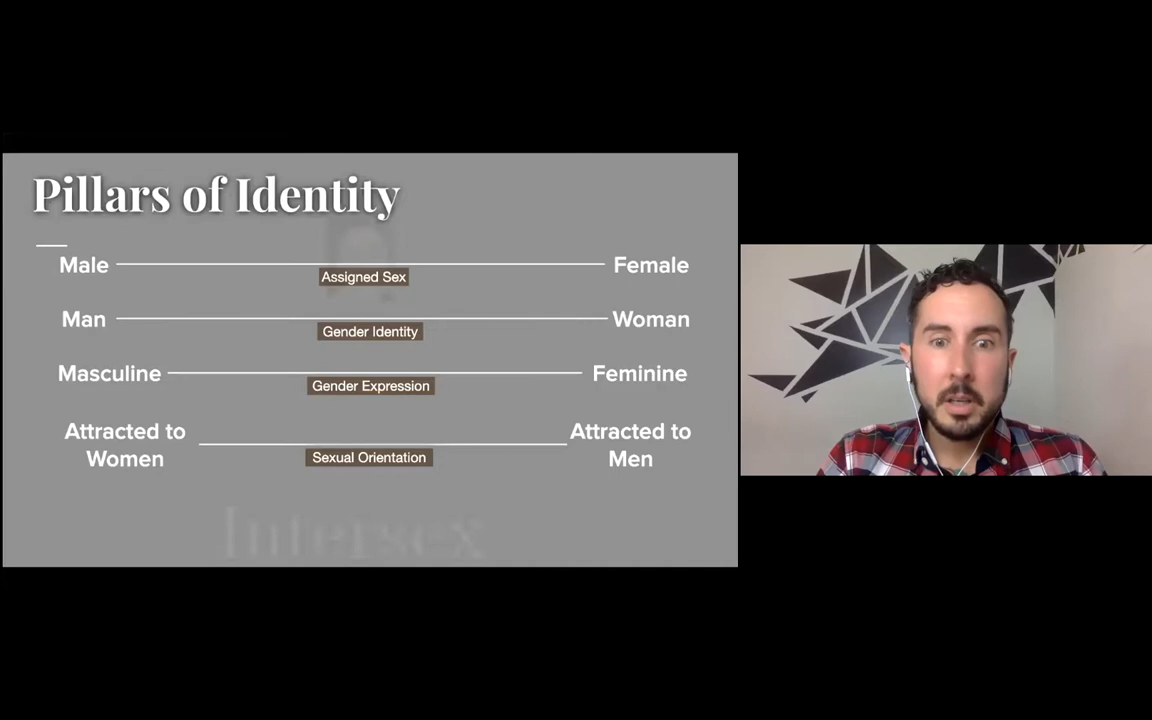 Pillars of Identity
Male Female
Assigned Sex
Man Woman
Gender Identity
Masculine Feminine
Gender Expression
Attracted to Attracted to
Women Men
Sexual Orientation
Intersex